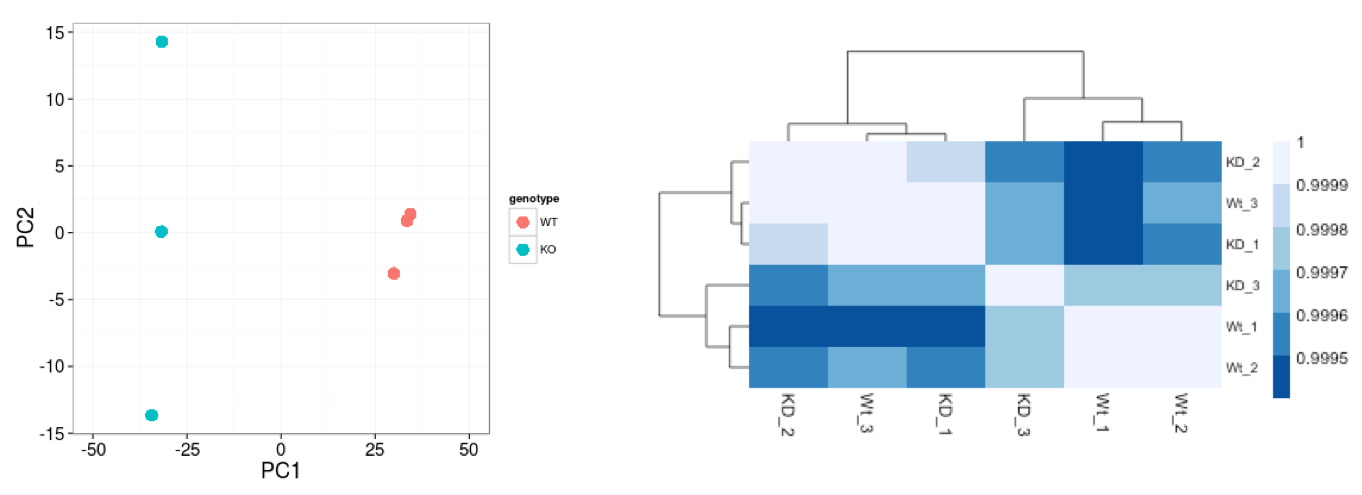 15
10
5
0
-5
-10
-15
PC2
-50 -25 0 25 50
PC1
genotype
WT
KO
KD_2
Wt_3
KD_1
KD_3
Wt_1
Wt_2
KD_2 Wt_3 KD_1 KD_3 Wt_1 Wt_2
1
0.9999
0.9998
0.9997
0.9996
0.9995